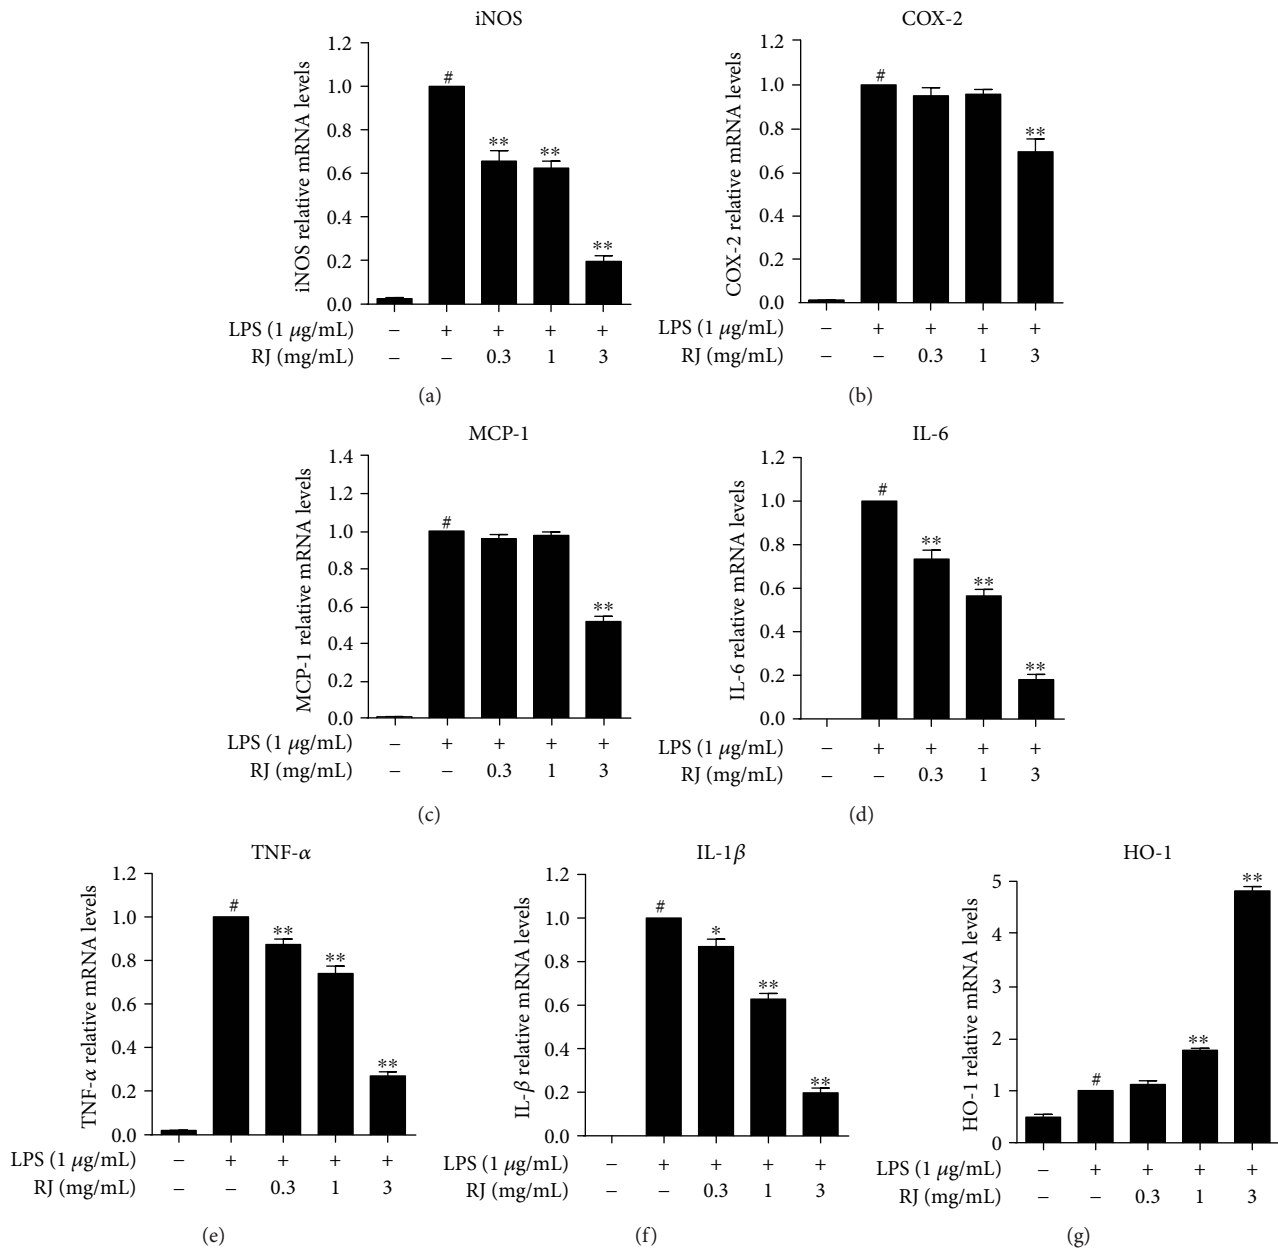 iNOS
iNOS relative mRNA levels
1.2
1.0
0.8
0.6
0.4
0.2
0.0
#
**
**
**
LPS (1 μg/mL) − + + + +
RJ (mg/mL) − − 0.3 1 3
(a)
COX-2
COX-2 relative mRNA levels
1.2
1.0
0.8
0.6
0.4
0.2
0.0
#
**
LPS (1 μg/mL) − + + + +
RJ (mg/mL) − − 0.3 1 3
(b)
MCP-1
MCP-1 relative mRNA levels
1.4
1.2
1.0
0.8
0.6
0.4
0.2
0.0
#
**
LPS (1 μg/mL) − + + + +
RJ (mg/mL) − − 0.3 1 3
(c)
IL-6
IL-6 relative mRNA levels
1.2
1.0
0.8
0.6
0.4
0.2
0.0
#
**
**
**
LPS (1 μg/mL) − + + + +
RJ (mg/mL) − − 0.3 1 3
(d)
TNF-α
TNF-α relative mRNA levels
1.2
1.0
0.8
0.6
0.4
0.2
0.0
#
**
**
**
LPS (1 μg/mL) − + + + +
RJ (mg/mL) − − 0.3 1 3
(e)
IL-1β
IL-β relative mRNA levels
1.2
1.0
0.8
0.6
0.4
0.2
0.0
#
*
**
**
LPS (1 μg/mL) − + + + +
RJ (mg/mL) − − 0.3 1 3
(f)
HO-1
HO-1 relative mRNA levels
5
4
3
2
1
0
#
**
**
LPS (1 μg/mL) − + + + +
RJ (mg/mL) − − 0.3 1 3
(g)